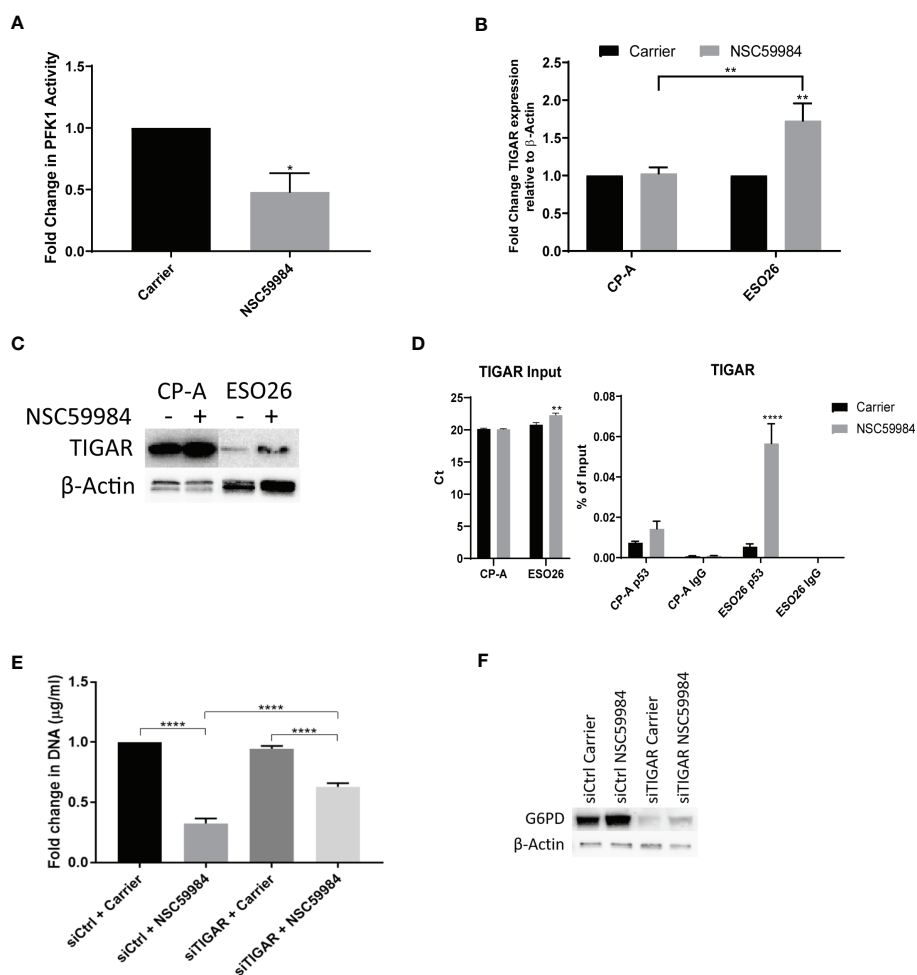 A
Fold Change in PFK1 Activity
1.5
1.0
0.5
0.0
*
Carrier
NSC59984
B
Carrier
NSC59984
Fold Change TIGAR expression
relative to β-Actin
2.5
2.0
1.5
1.0
0.5
0.0
**
**
CP-A
ESO26
C
CP-A ESO26
NSC59984 - + - +
TIGAR
β-Actin
D
TIGAR Input
Ct
25
20
15
10
5
0
**
CP-A
ESO26
TIGAR
% of Input
0.08
0.06
0.04
0.02
0.00
****
CP-A p53
CP-A IgG
ESO26 p53
ESO26 IgG
Carrier
NSC59984
E
Fold change in DNA (μg/ml)
1.5
1.0
0.5
0.0
****
****
****
siCtrl + Carrier
siCtrl + NSC59984
siTIGAR + Carrier
siTIGAR + NSC59984
F
siCtrl Carrier
siCtrl NSC59984
siTIGAR Carrier
siTIGAR NSC59984
G6PD
β-Actin